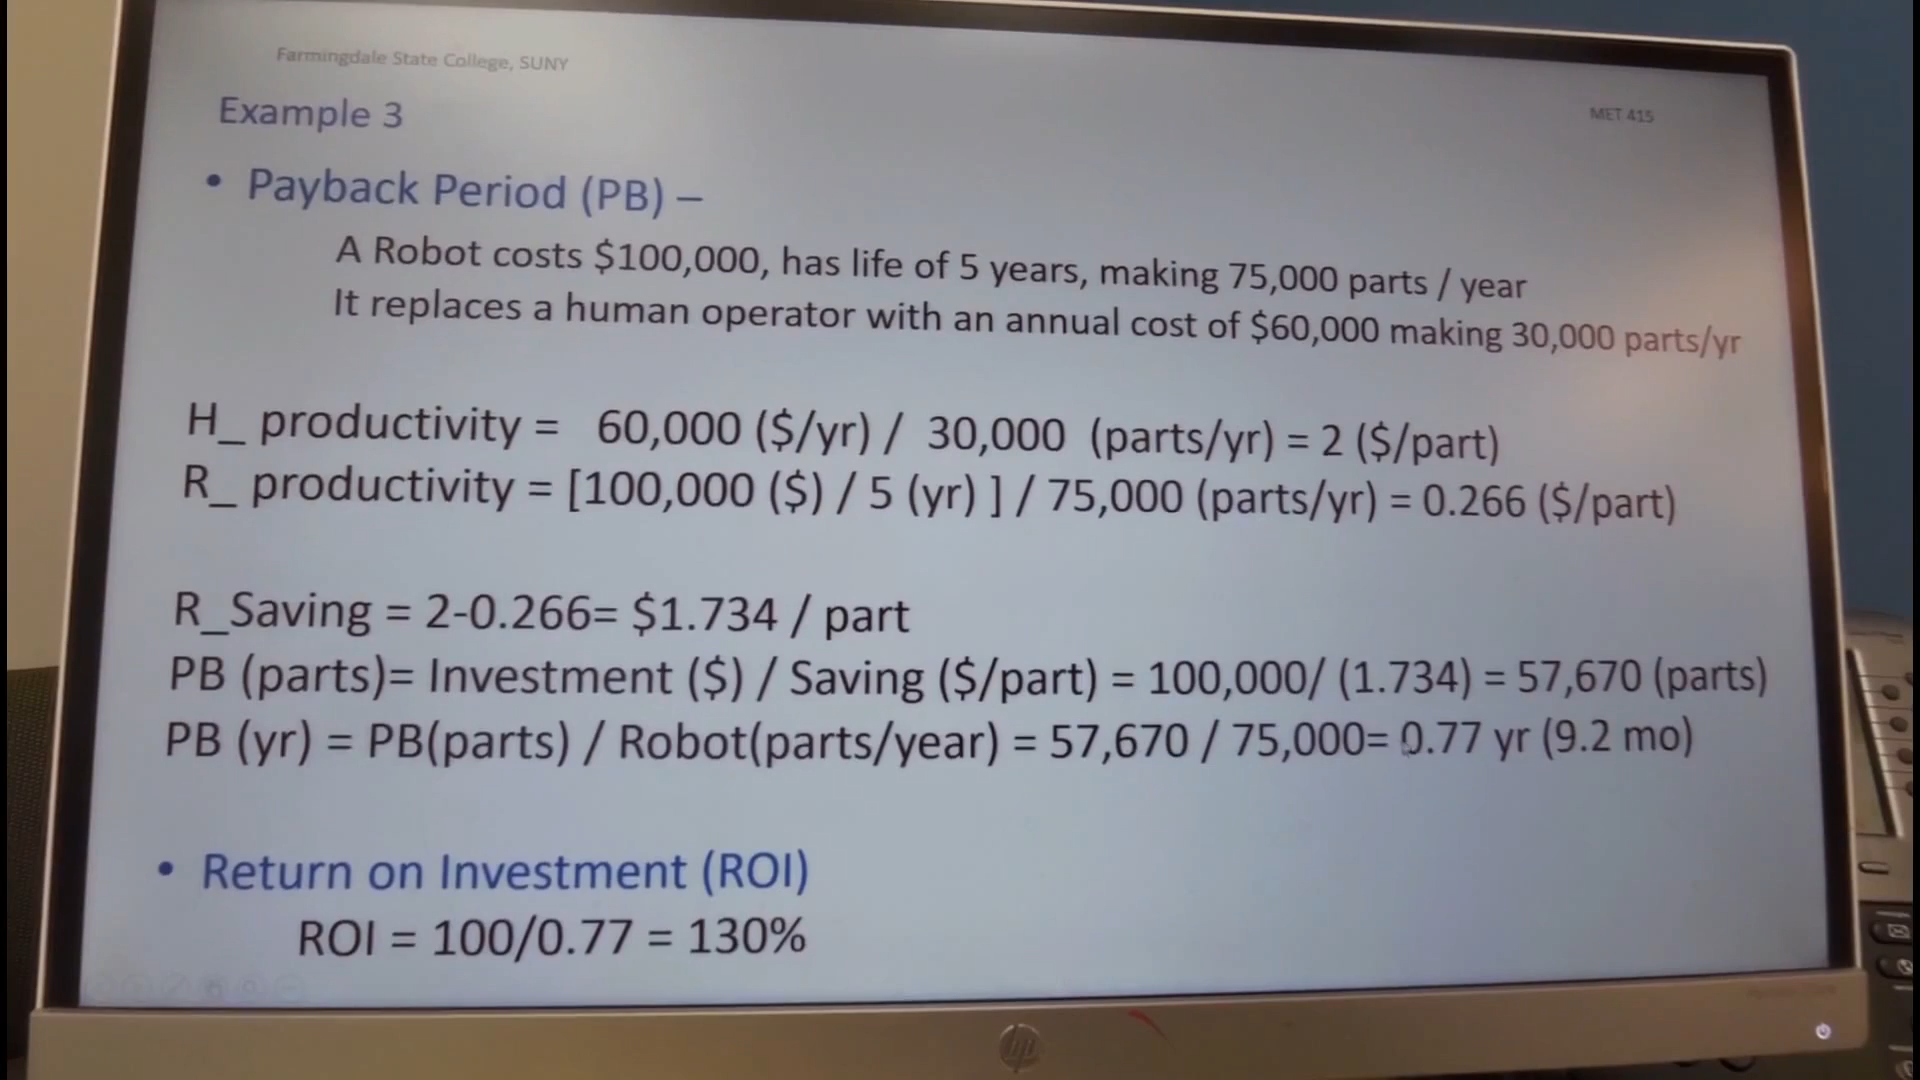 Farmingdale State College, SUNY
MET 415
Example 3
• Payback Period (PB) –
A Robot costs $100,000, has life of 5 years, making 75,000 parts / year
It replaces a human operator with an annual cost of $60,000 making 30,000 parts/yr
H_ productivity = 60,000 ($/yr) / 30,000 (parts/yr) = 2 ($/part)
R_ productivity = [100,000 ($) / 5 (yr) ] / 75,000 (parts/yr) = 0.266 ($/part)
R_Saving = 2-0.266= $1.734 / part
PB (parts)= Investment ($) / Saving ($/part) = 100,000/ (1.734) = 57,670 (parts)
PB (yr) = PB(parts) / Robot(parts/year) = 57,670 / 75,000= 0.77 yr (9.2 mo)
• Return on Investment (ROI)
ROI = 100/0.77 = 130%
hp